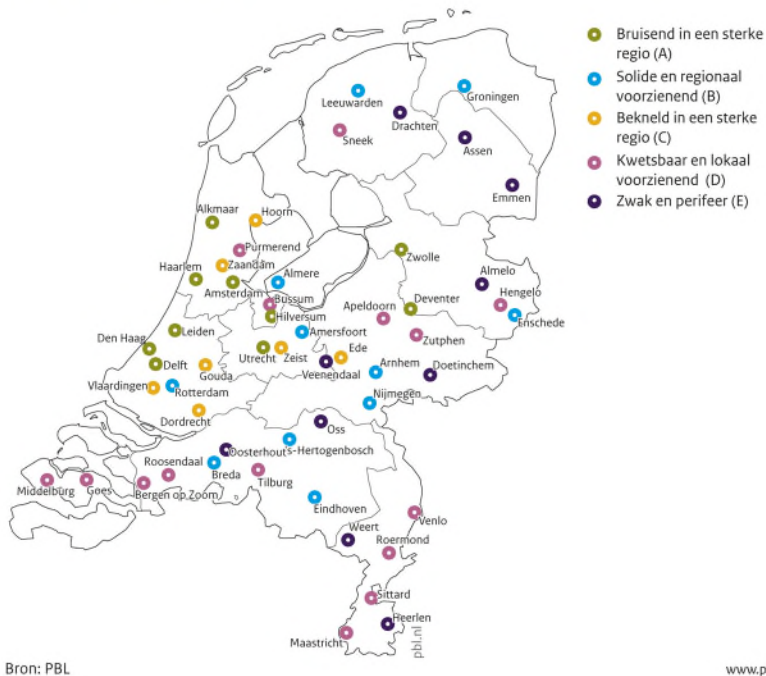 Bruisend in een sterke
regio (A)
Solide en regionaal
voorzienend (B)
Bekneld in een sterke
regio (C)
Kwetsbaar en lokaal
voorzienend (D)
Zwak en perifeer (E)
Leeuwarden
Groningen
Drachten
Sneek
Assen
Emmen
Alkmaar
Hoorn
Purmerend
Zaandam
Haarlem
Amsterdam
Almere
Zwolle
Almelo
Bussum
Apeldoorn
Deventer
Hengelo
Hilversum
Enschede
Leiden
Amersfoort
Zutphen
Den Haag
Utrecht
Zeist
Ede
Delft
Gouda
Veenendaal
Arnhem
Doetinchem
Vlaardingen
Rotterdam
Nijmegen
Dordrecht
Oss
Oosterhout
's-Hertogenbosch
Roosendaal
Breda
Tilburg
Middelburg
Goes
Bergen op Zoom
Eindhoven
Venlo
Weert
Roermond
Sittard
Heerlen
Maastricht
pbl.nl
Bron: PBL
www.p